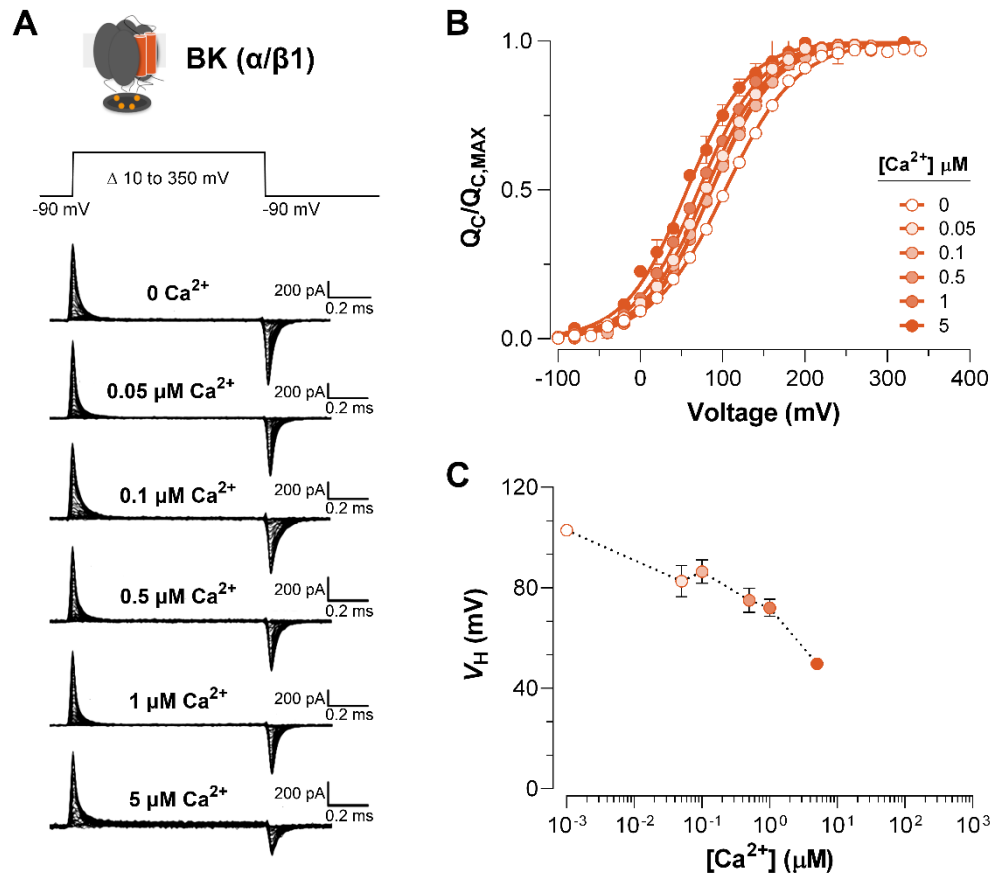 A
BK (α/β1)
Δ 10 to 350 mV
-90 mV
-90 mV
0 Ca²⁺
200 pA
0.2 ms
0.05 µM Ca²⁺
200 pA
0.2 ms
0.1 µM Ca²⁺
200 pA
0.2 ms
0.5 µM Ca²⁺
200 pA
0.2 ms
1 µM Ca²⁺
200 pA
0.2 ms
5 µM Ca²⁺
200 pA
0.2 ms
B
1.0
0.5
0.0
Q_C/Q_C,MAX
-100 0 100 200 300 400
Voltage (mV)
[Ca²⁺] µM
0
0.05
0.1
0.5
1
5
C
120
80
40
0
V_H (mV)
10⁻³ 10⁻² 10⁻¹ 10⁰ 10¹ 10² 10³
[Ca²⁺] (µM)